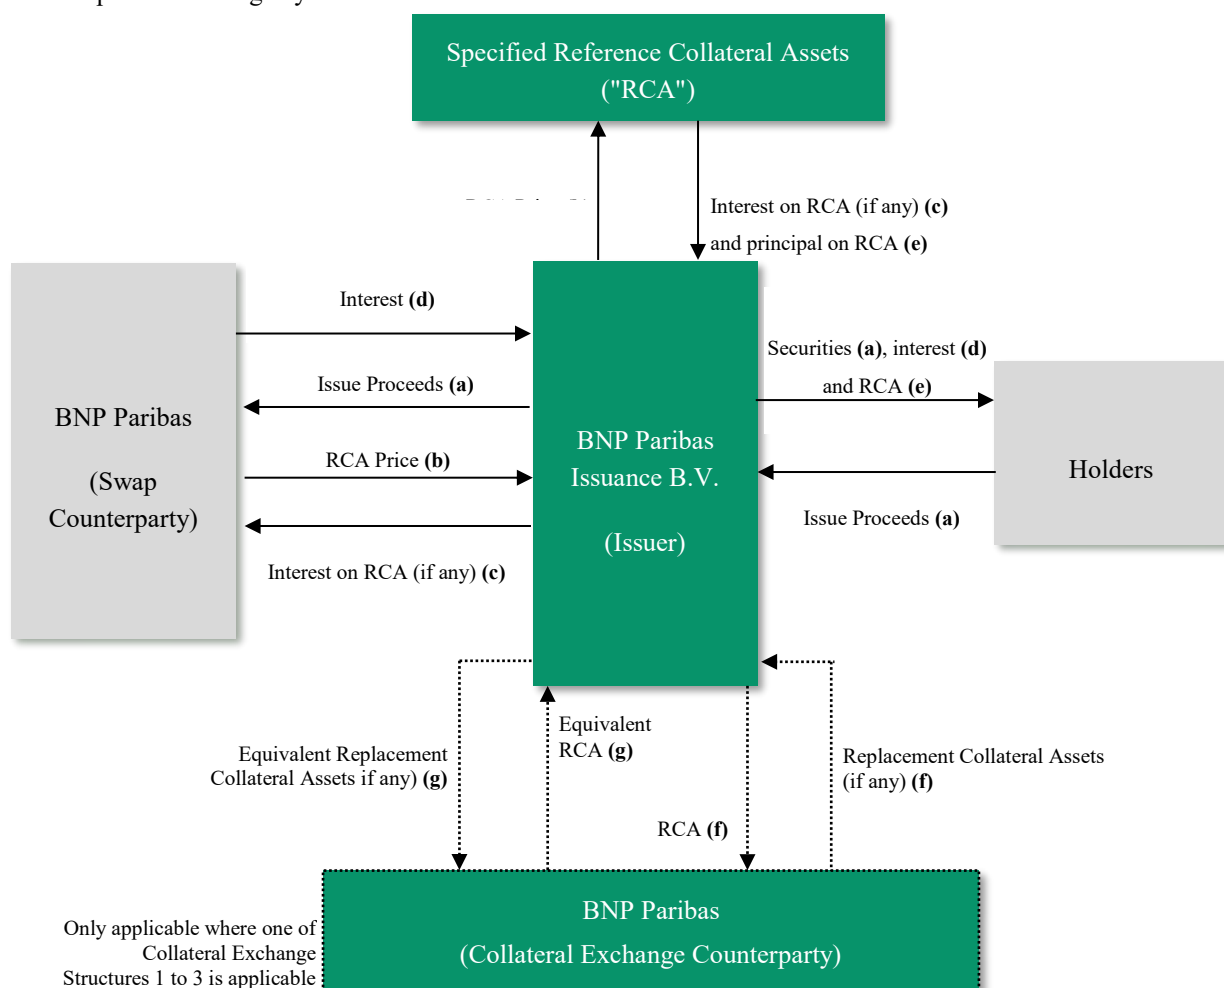 Specified Reference Collateral Assets
("RCA")
Interest on RCA (if any) (c)
and principal on RCA (e)
Interest (d)
Securities (a), interest (d)
and RCA (e)
Issue Proceeds (a)
BNP Paribas
(Swap
Counterparty)
RCA Price (b)
BNP Paribas
Issuance B.V.
(Issuer)
Holders
Issue Proceeds (a)
Interest on RCA (if any) (c)
Equivalent Replacement
Collateral Assets if any) (g)
Equivalent
RCA (g)
Replacement Collateral Assets
(if any) (f)
RCA (f)
Only applicable where one of
Collateral Exchange
Structures 1 to 3 is applicable
BNP Paribas
(Collateral Exchange Counterparty)